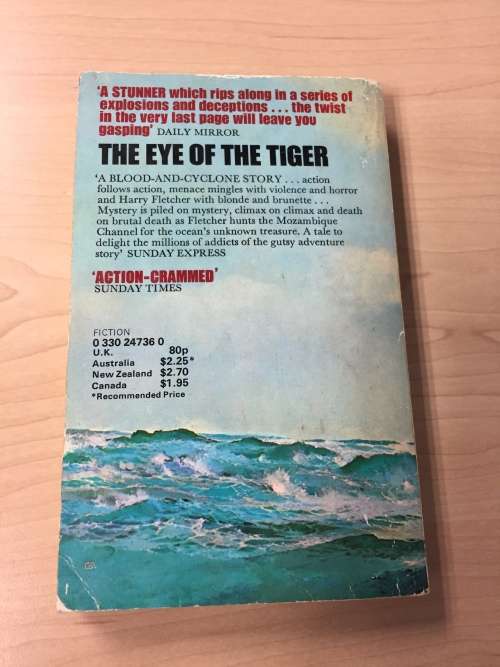 'A STUNNER which rips along in a series of
explosions and deceptions . . . the twist
in the very last page will leave you
gasping' DAILY MIRROR
THE EYE OF THE TIGER
'A BLOOD-AND-CYCLONE STORY . . . action
follows action, menace mingles with violence and horror
and Harry Fletcher with blonde and brunette . . .
Mystery is piled on mystery, climax on climax and death
on brutal death as Fletcher hunts the Mozambique
Channel for the ocean's unknown treasure. A tale to
delight the millions of addicts of the gutsy adventure
story' SUNDAY EXPRESS
'ACTION-CRAMMED'
SUNDAY TIMES
FICTION
0 330 24736 0
U.K. 80p
Australia $2.25*
New Zealand $2.70
Canada $1.95
*Recommended Price